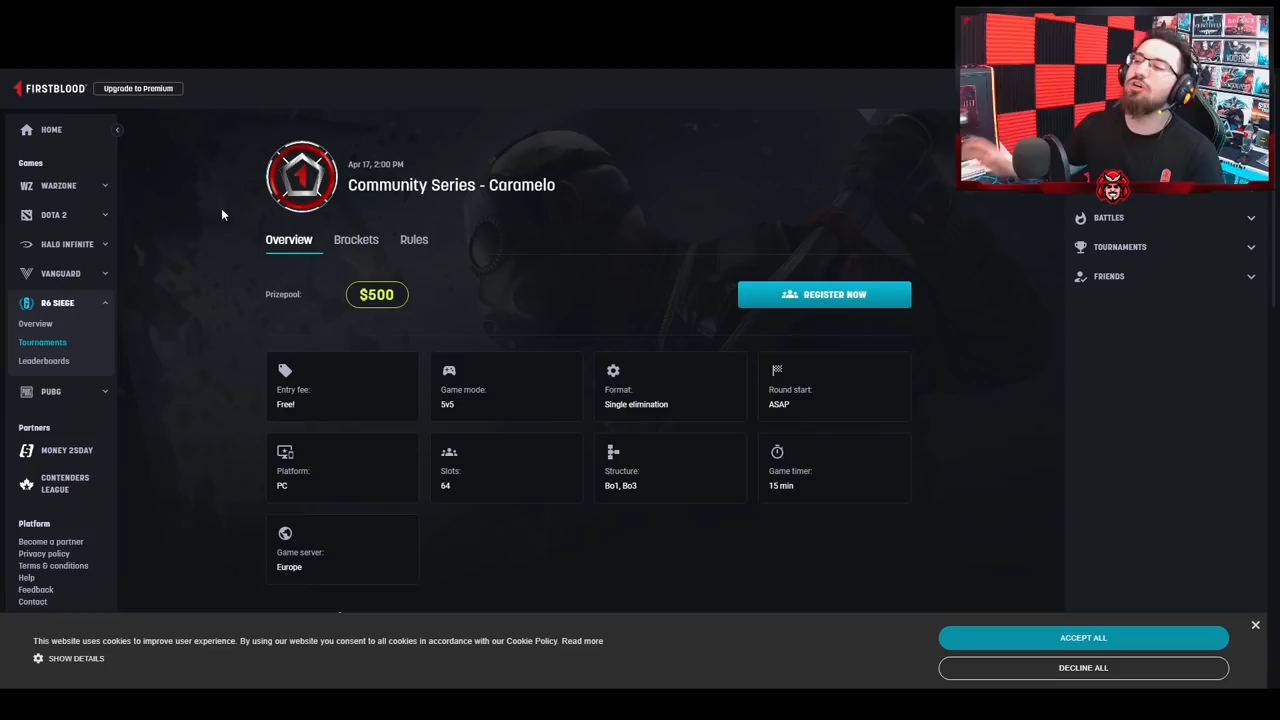 FIRSTBLOOD
Upgrade to Premium
HOME
Games
WARZONE
DOTA 2
HALO INFINITE
VANGUARD
R6 SIEGE
Overview
Tournaments
Leaderboards
PUBG
Partners
MONEY 2SDAY
CONTENDERS
LEAGUE
Platform
Become a partner
Privacy policy
Terms & conditions
Help
Feedback
Contact
Apr 17, 2:00 PM
Community Series - Caramelo
Overview Brackets Rules
Prizepool: $500
REGISTER NOW
Entry fee:
Free!
Game mode:
5v5
Format:
Single elimination
Round start:
ASAP
Platform:
PC
Slots:
64
Structure:
Bo1, Bo3
Game timer:
15 min
Game server:
Europe
BATTLES
TOURNAMENTS
FRIENDS
This website uses cookies to improve user experience. By using our website you consent to all cookies in accordance with our Cookie Policy. Read more
SHOW DETAILS
ACCEPT ALL
DECLINE ALL